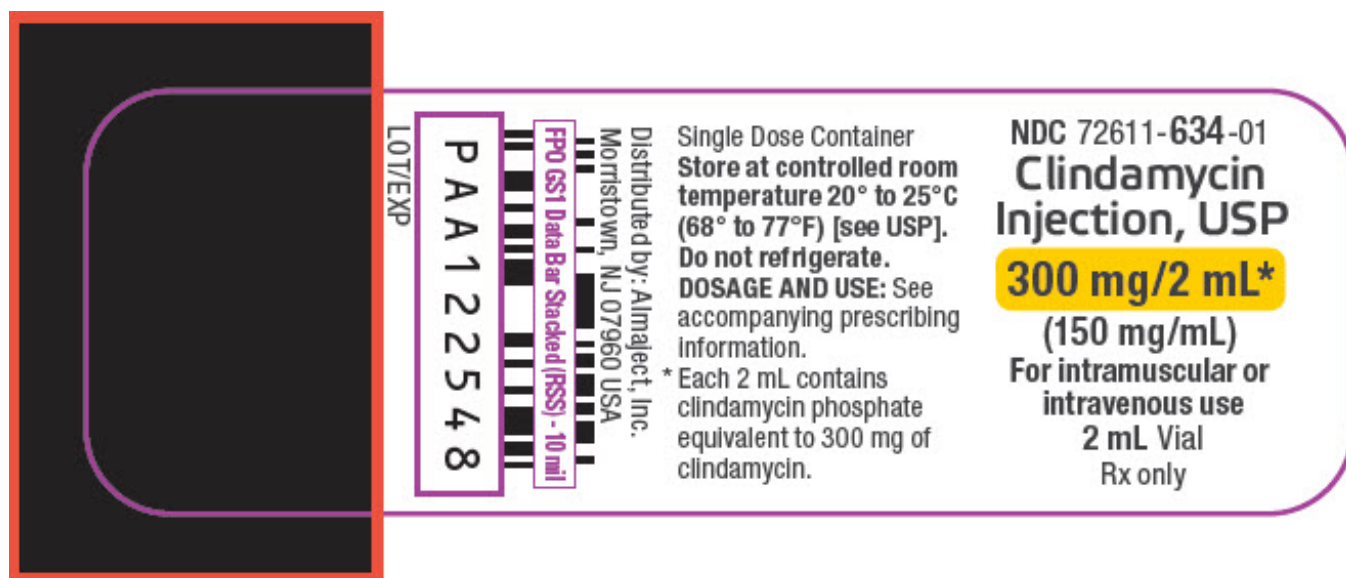 LOT/EXP
PAA122548
FPO GS1 Data Bar Stacked (RSS) - 10 mil
Distributed by: Almaject, Inc.
Morristown, NJ 07960 USA
Single Dose Container
Store at controlled room
temperature 20° to 25°C
(68° to 77°F) [see USP].
Do not refrigerate.
DOSAGE AND USE: See
accompanying prescribing
information.
* Each 2 mL contains
clindamycin phosphate
equivalent to 300 mg of
clindamycin.
NDC 72611-634-01
Clindamycin
Injection, USP
300 mg/2 mL*
(150 mg/mL)
For intramuscular or
intravenous use
2 mL Vial
Rx only